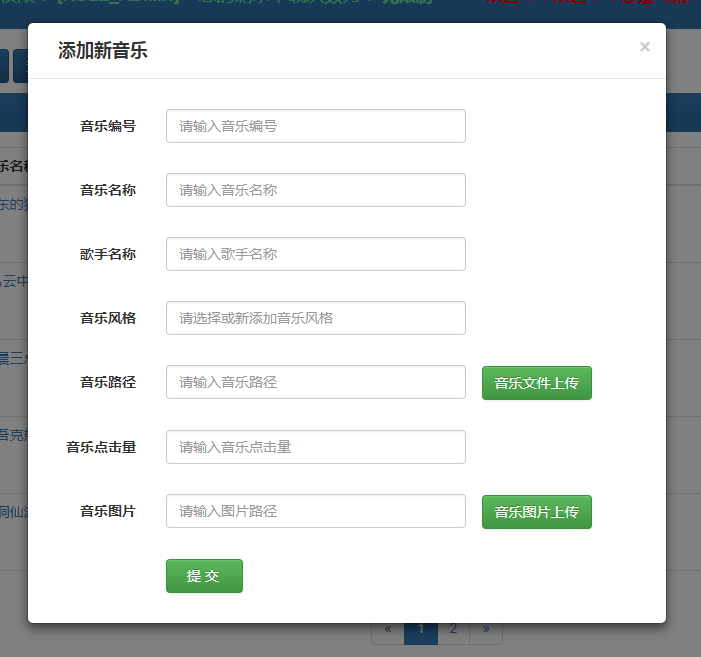 添加新音乐 ×
音乐编号 请输入音乐编号
音乐名称 请输入音乐名称
歌手名称 请输入歌手名称
音乐风格 请选择或新添加音乐风格
音乐路径 请输入音乐路径 音乐文件上传
音乐点击量 请输入音乐点击量
音乐图片 请输入图片路径 音乐图片上传
提 交
« 1 2 »